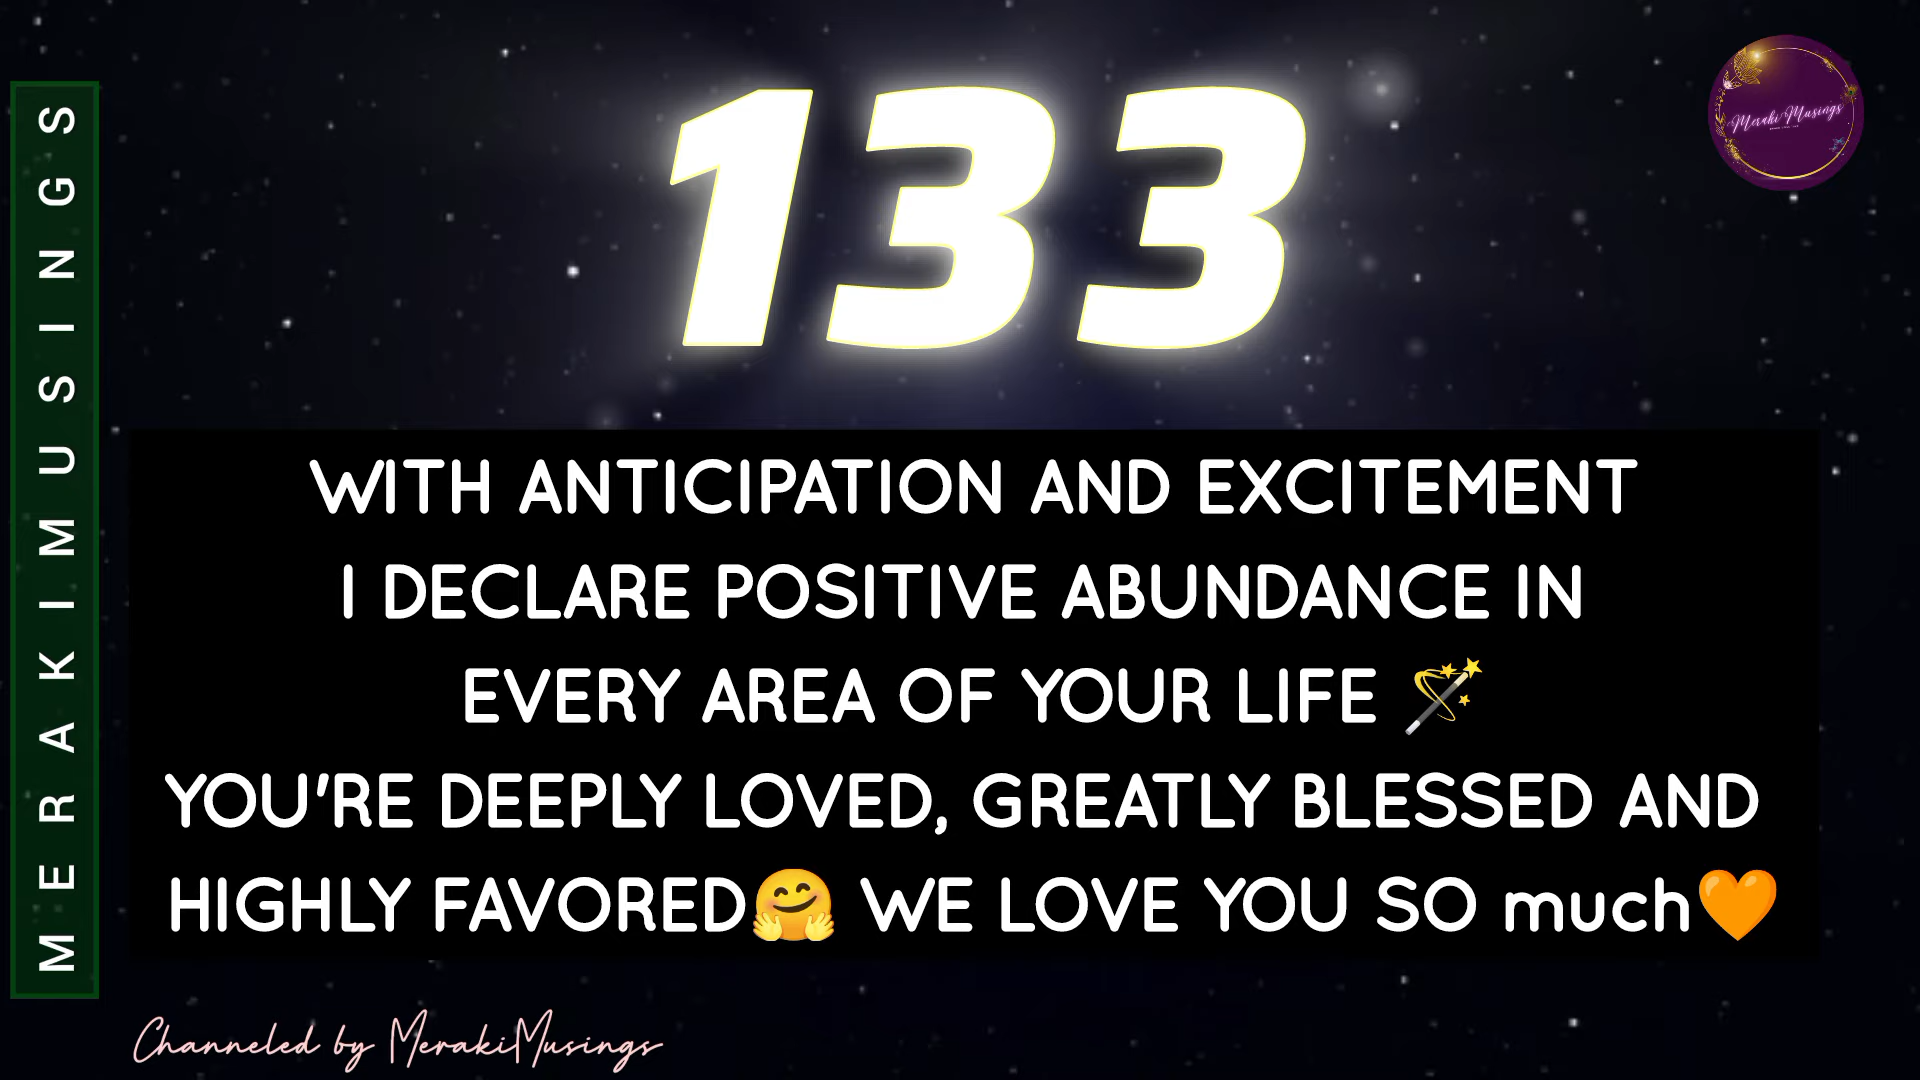 133
Meraki Musings
MERAKIMUSINGS
WITH ANTICIPATION AND EXCITEMENT
I DECLARE POSITIVE ABUNDANCE IN
EVERY AREA OF YOUR LIFE 🪄
YOU'RE DEEPLY LOVED, GREATLY BLESSED AND
HIGHLY FAVORED🤗 WE LOVE YOU SO much🧡
Channeled by MerakiMusings